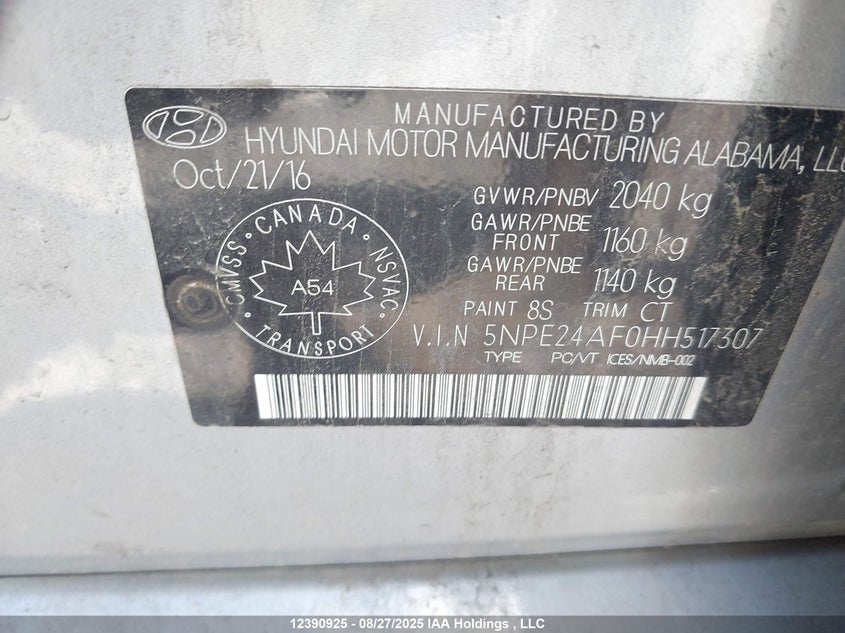 MANUFACTURED BY
HYUNDAI MOTOR MANUFACTURING ALABAMA, LLC
Oct/21/16
GVWR/PNBV 2040 kg
GAWR/PNBE
FRONT 1160 kg
GAWR/PNBE
REAR 1140 kg
CMVSS • CANADA • NSVAC
A54
TRANSPORT
PAINT 8S TRIM CT
V.I.N 5NPE24AF0HH517307
TYPE PC/VT ICES/NMB-002
12390925 - 08/27/2025 IAA Holdings , LLC